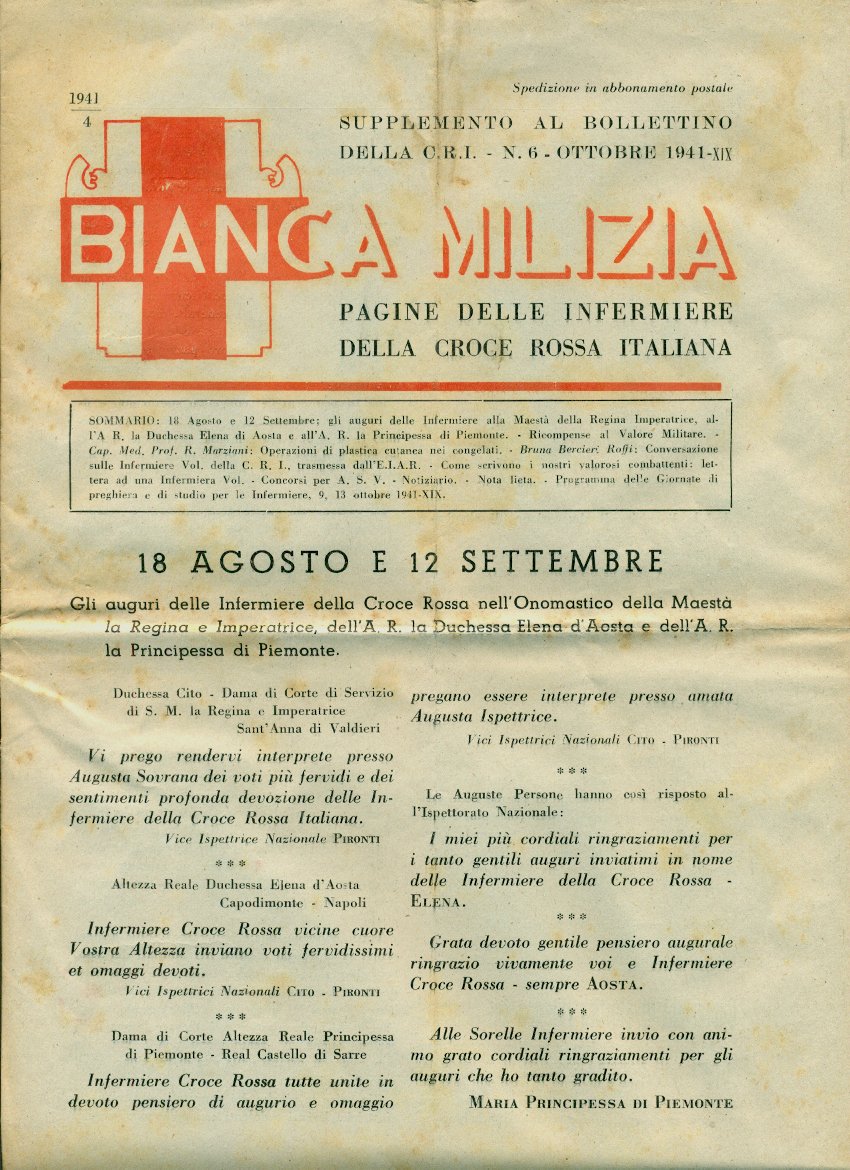 Spedizione in abbonamento postale
1941
4
SUPPLEMENTO AL BOLLETTINO
DELLA C.R.I. - N. 6 - OTTOBRE 1941-XIX
BIANCA MILIZIA
PAGINE DELLE INFERMIERE
DELLA CROCE ROSSA ITALIANA
SOMMARIO: 18 Agosto e 12 Settembre; gli auguri delle Infermiere alla Maestà della Regina Imperatrice, al-
l'A R. la Duchessa Elena di Aosta e all'A. R. la Principessa di Piemonte. - Ricompense al Valore Militare. -
Cap. Med. Prof. R. Marziani: Operazioni di plastica cutanea nei congelati. - Bruna Bercieri Roffi: Conversazione
sulle Infermiere Vol. della C. R. I., trasmessa dall'E.I.A.R. - Come scrivono i nostri valorosi combattenti: let-
tera ad una Infermiera Vol. - Concorsi per A. S. V. - Notiziario. - Nota lieta. - Programma delle Giornate di
preghiera e di studio per le Infermiere, 9, 13 ottobre 1941-XIX.
18 AGOSTO E 12 SETTEMBRE
Gli auguri delle Infermiere della Croce Rossa nell'Onomastico della Maestà
la Regina e Imperatrice, dell'A. R. la Duchessa Elena d'Aosta e dell'A. R.
la Principessa di Piemonte.
Duchessa Cito - Dama di Corte di Servizio
di S. M. la Regina e Imperatrice
Sant'Anna di Valdieri
Vi prego rendervi interprete presso
Augusta Sovrana dei voti più fervidi e dei
sentimenti profonda devozione delle In-
fermiere della Croce Rossa Italiana.
Vice Ispettrice Nazionale PIRONTI
* * *
Altezza Reale Duchessa Elena d'Aosta
Capodimonte - Napoli
Infermiere Croce Rossa vicine cuore
Vostra Altezza inviano voti fervidissimi
et omaggi devoti.
Vici Ispettrici Nazionali CITO - PIRONTI
* * *
Dama di Corte Altezza Reale Principessa
di Piemonte - Real Castello di Sarre
Infermiere Croce Rossa tutte unite in
devoto pensiero di augurio e omaggio
pregano essere interprete presso amata
Augusta Ispettrice.
Vici Ispettrici Nazionali CITO - PIRONTI
* * *
Le Auguste Persone hanno così risposto al-
l'Ispettorato Nazionale:
I miei più cordiali ringraziamenti per
i tanto gentili auguri inviatimi in nome
delle Infermiere della Croce Rossa -
ELENA.
* * *
Grata devoto gentile pensiero augurale
ringrazio vivamente voi e Infermiere
Croce Rossa - sempre AOSTA.
* * *
Alle Sorelle Infermiere invio con ani-
mo grato cordiali ringraziamenti per gli
auguri che ho tanto gradito.
MARIA PRINCIPESSA DI PIEMONTE